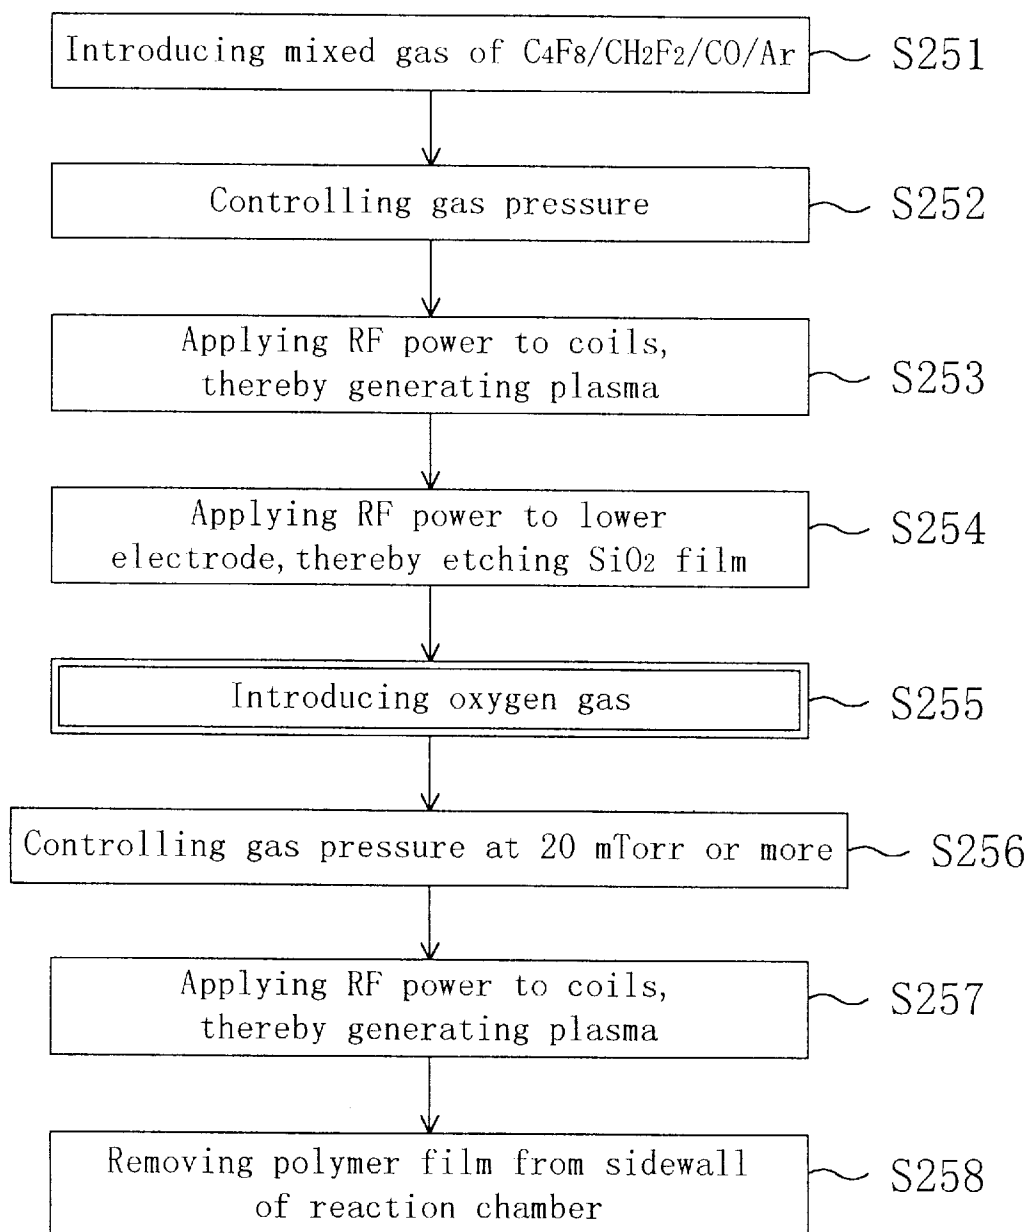 Introducing mixed gas of C4F8/CH2F2/CO/Ar
S251
Controlling gas pressure
S252
Applying RF power to coils,
thereby generating plasma
S253
Applying RF power to lower
electrode, thereby etching SiO2 film
S254
Introducing oxygen gas
S255
Controlling gas pressure at 20 mTorr or more
S256
Applying RF power to coils,
thereby generating plasma
S257
Removing polymer film from sidewall
of reaction chamber
S258